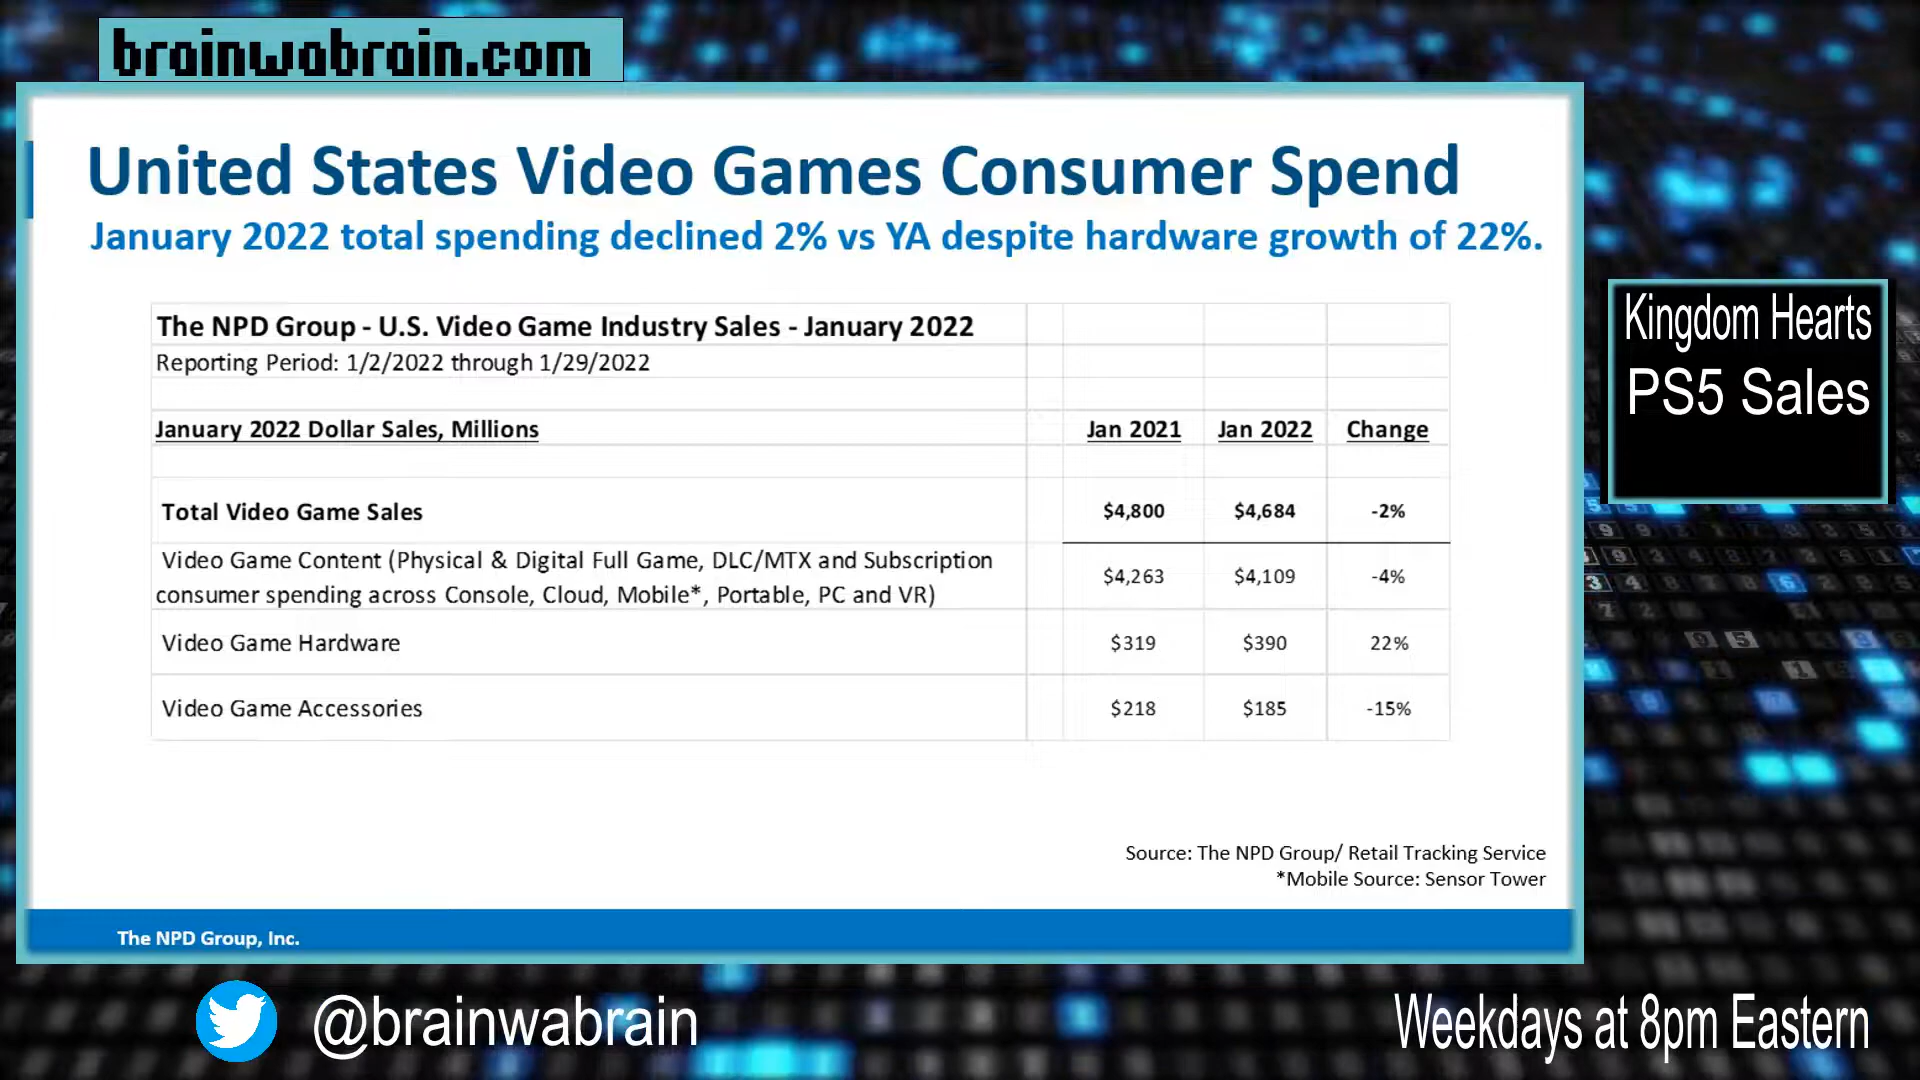 brainwabrain.com
United States Video Games Consumer Spend
January 2022 total spending declined 2% vs YA despite hardware growth of 22%.
The NPD Group - U.S. Video Game Industry Sales - January 2022
Reporting Period: 1/2/2022 through 1/29/2022
January 2022 Dollar Sales, Millions Jan 2021 Jan 2022 Change
Total Video Game Sales $4,800 $4,684 -2%
Video Game Content (Physical & Digital Full Game, DLC/MTX and Subscription
consumer spending across Console, Cloud, Mobile*, Portable, PC and VR) $4,263 $4,109 -4%
Video Game Hardware $319 $390 22%
Video Game Accessories $218 $185 -15%
Source: The NPD Group/ Retail Tracking Service
*Mobile Source: Sensor Tower
The NPD Group, Inc.
Kingdom Hearts
PS5 Sales
@brainwabrain
Weekdays at 8pm Eastern